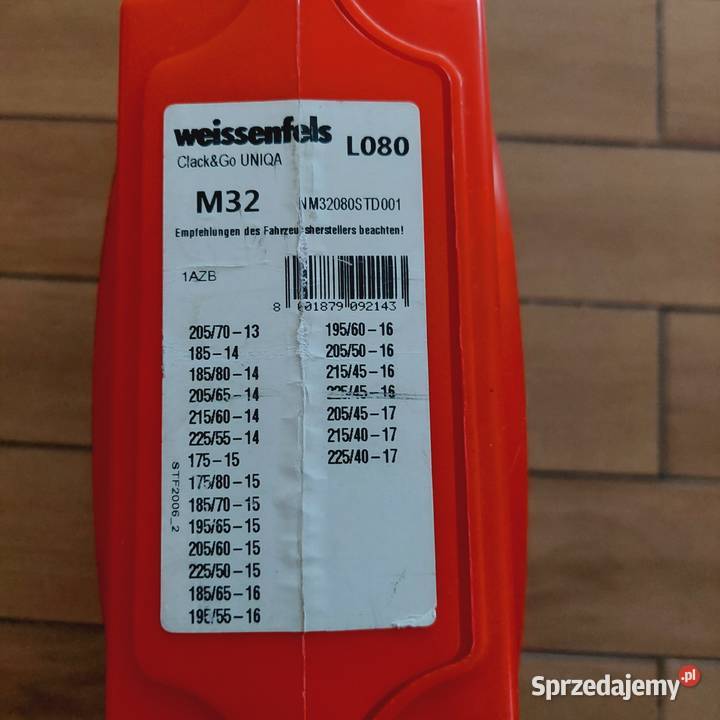 weissenfels
Clack&Go UNIQA
L080
M32
NM32080STD001
Empfehlungen des Fahrzeugsherstellers beachten!
1AZB
8 001879 092143
205/70-13
185-14
185/80-14
205/65-14
215/60-14
225/55-14
175-15
175/80-15
185/70-15
195/65-15
205/60-15
225/50-15
185/65-16
195/55-16
195/60-16
205/50-16
215/45-16
225/45-16
205/45-17
215/40-17
225/40-17
STF2006_2
Sprzedajemy.pl